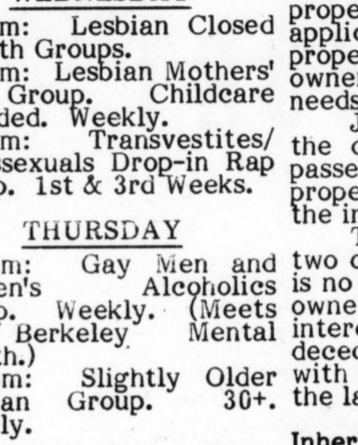 WEDNESDAY
m: Lesbian Closed
th Groups.
m: Lesbian Mothers'
Group. Childcare
ded. Weekly.
m: Transvestites/
ssexuals Drop-in Rap
p. 1st & 3rd Weeks.
THURSDAY
m: Gay Men and
en's Alcoholics
p. Weekly. (Meets
Berkeley Mental
th.)
m: Slightly Older
an Group. 30+.
ly.
prope
applic
prope
owner
needs
J
the c
passe
prope
the in
T
two c
is no
owne
intere
deced
with
the la
Inher